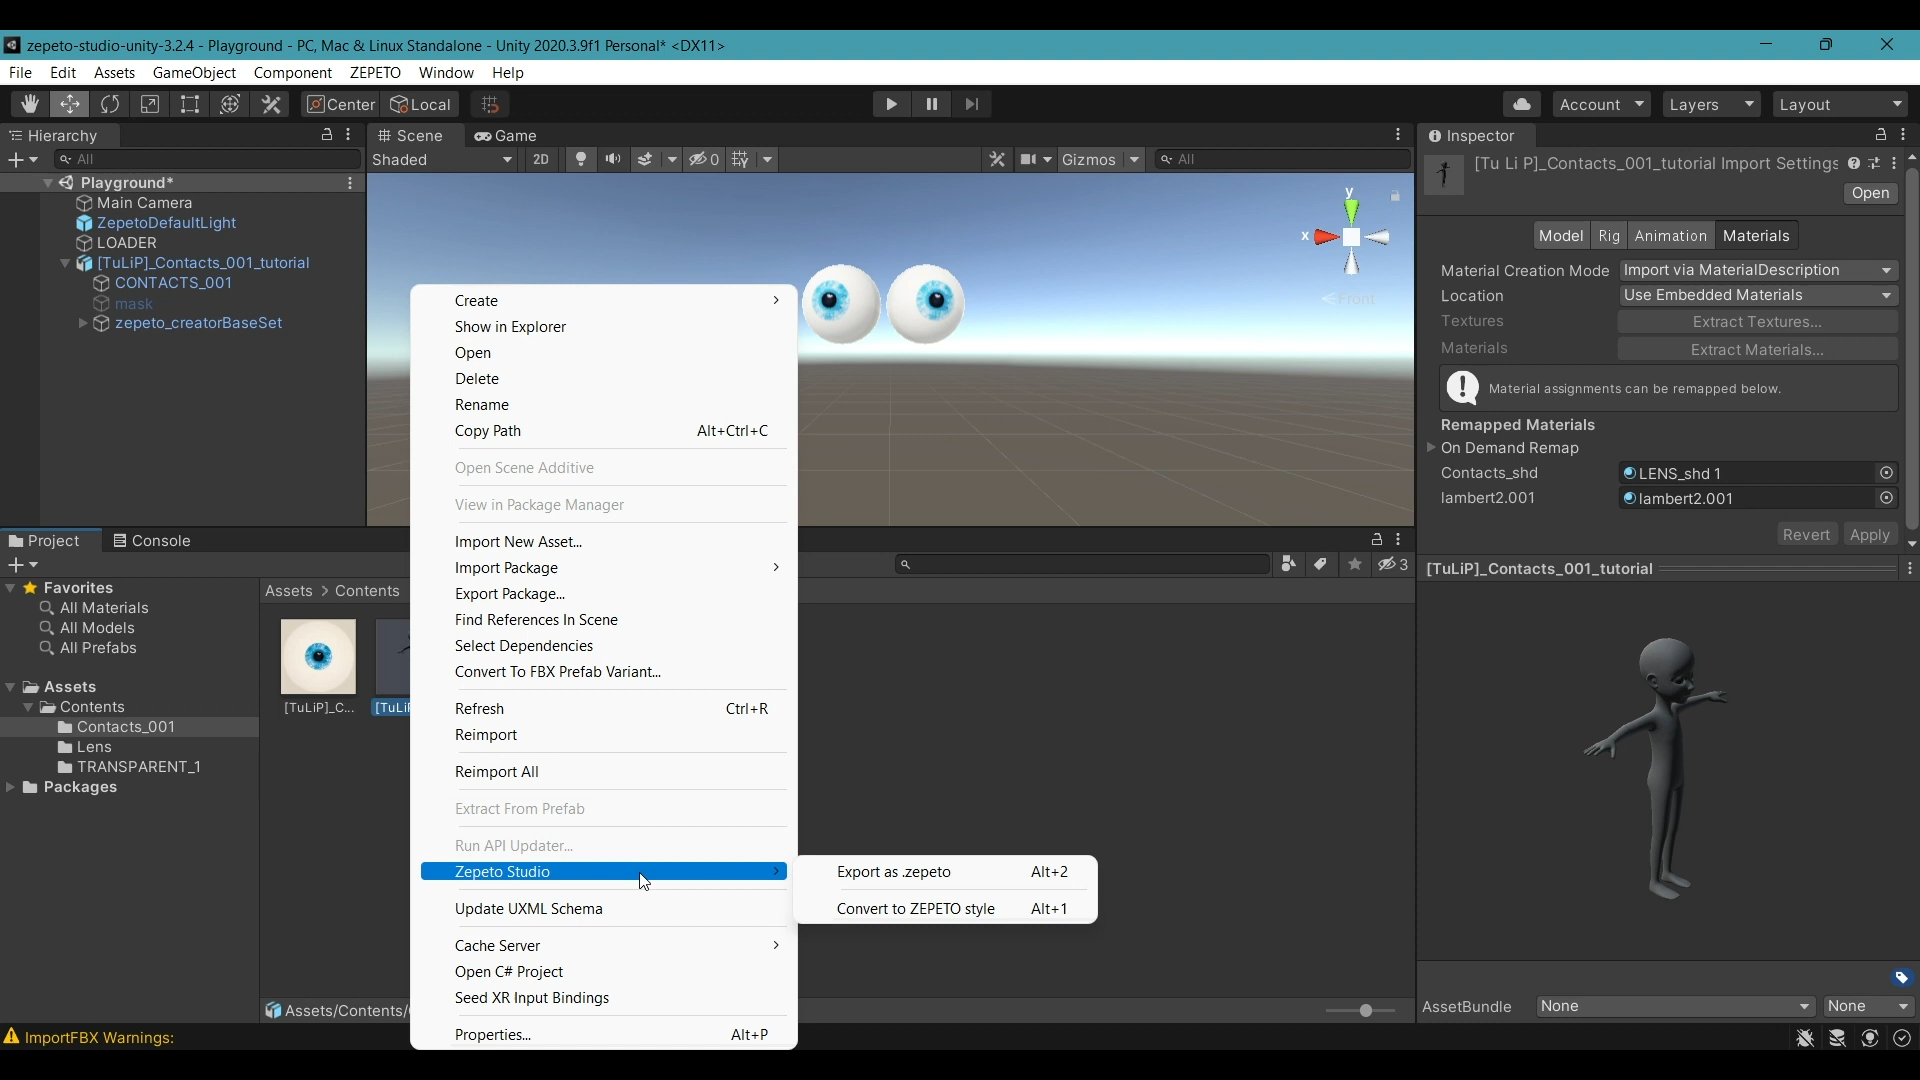 zepeto-studio-unity-3.2.4 - Playground - PC, Mac & Linux Standalone - Unity 2020.3.9f1 Personal* <DX11>
File Edit Assets GameObject Component ZEPETO Window Help
Center Local Account Layers Layout
Hierarchy
All
Playground*
Main Camera
ZepetoDefaultLight
LOADER
[TuLiP]_Contacts_001_tutorial
CONTACTS_001
mask
zepeto_creatorBaseSet
Scene Game
Shaded 2D 0 Gizmos All
y
x
Front
Inspector
[Tu Li P]_Contacts_001_tutorial Import Settings
Open
Model Rig Animation Materials
Material Creation Mode Import via MaterialDescription
Location Use Embedded Materials
Textures Extract Textures...
Materials Extract Materials...
Material assignments can be remapped below.
Remapped Materials
On Demand Remap
Contacts_shd LENS_shd 1
lambert2.001 lambert2.001
Revert Apply
[TuLiP]_Contacts_001_tutorial
AssetBundle None None
Project Console
3
Favorites
All Materials
All Models
All Prefabs
Assets
Contents
Contacts_001
Lens
TRANSPARENT_1
Packages
Assets > Contents
[TuLiP]_C... [TuLi
Assets/Contents/
ImportFBX Warnings:
Create
Show in Explorer
Open
Delete
Rename
Copy Path Alt+Ctrl+C
Open Scene Additive
View in Package Manager
Import New Asset...
Import Package
Export Package...
Find References In Scene
Select Dependencies
Convert To FBX Prefab Variant...
Refresh Ctrl+R
Reimport
Reimport All
Extract From Prefab
Run API Updater...
Zepeto Studio
Update UXML Schema
Cache Server
Open C# Project
Seed XR Input Bindings
Properties... Alt+P
Export as .zepeto Alt+2
Convert to ZEPETO style Alt+1